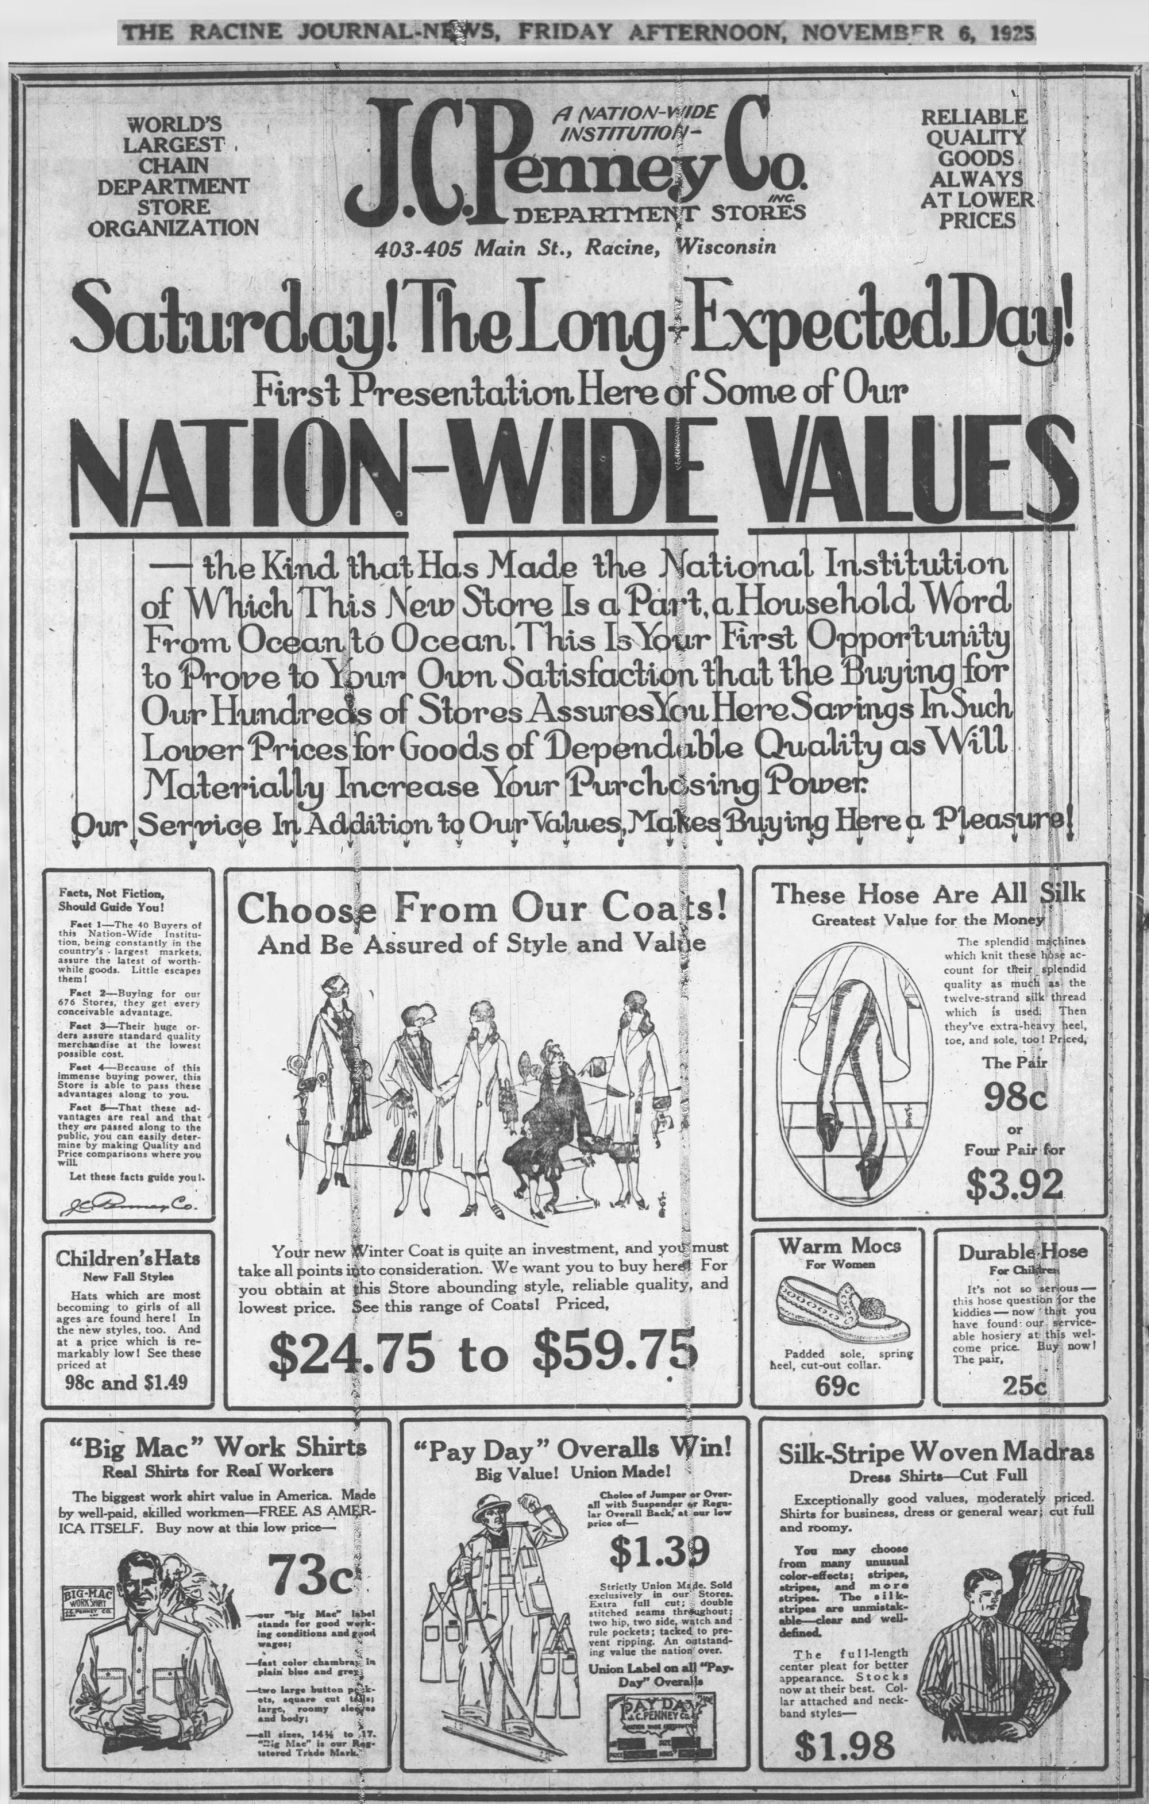 THE RACINE JOURNAL-NEWS, FRIDAY AFTERNOON, NOVEMBER 6, 1925
WORLD'S
LARGEST
CHAIN
DEPARTMENT
STORE
ORGANIZATION
A NATION-WIDE
INSTITUTION-
J.C. Penney Co.
INC.
DEPARTMENT STORES
403-405 Main St., Racine, Wisconsin
RELIABLE
QUALITY
GOODS
ALWAYS
AT LOWER
PRICES
Saturday! The Long-Expected Day!
First Presentation Here of Some of Our
NATION-WIDE VALUES
— the Kind that Has Made the National Institution
of Which This New Store Is a Part, a Household Word
From Ocean to Ocean. This Is Your First Opportunity
to Prove to Your Own Satisfaction that the Buying for
Our Hundreds of Stores Assures You Here Savings In Such
Lower Prices for Goods of Dependable Quality as Will
Materially Increase Your Purchasing Power.
Our Service In Addition to Our Values, Makes Buying Here a Pleasure!
Facts, Not Fiction,
Should Guide You!
Fact 1—The 40 Buyers of
this Nation-Wide Institu-
tion, being constantly in the
country's largest markets,
assure the latest of worth-
while goods. Little escapes
them!
Fact 2—Buying for our
676 Stores, they get every
conceivable advantage.
Fact 3—Their huge or-
ders assure standard quality
merchandise at the lowest
possible cost.
Fact 4—Because of this
immense buying power, this
Store is able to pass these
advantages along to you.
Fact 5—That these ad-
vantages are real and that
they are passed along to the
public, you can easily deter-
mine by making Quality and
Price comparisons where you
will.
Let these facts guide you!
J.C. Penney Co.
Choose From Our Coats!
And Be Assured of Style and Value
Your new Winter Coat is quite an investment, and you must
take all points into consideration. We want you to buy here! For
you obtain at this Store abounding style, reliable quality, and
lowest price. See this range of Coats! Priced,
$24.75 to $59.75
These Hose Are All Silk
Greatest Value for the Money
The splendid machines
which knit these hose ac-
count for their splendid
quality as much as the
twelve-strand silk thread
which is used. Then
they've extra-heavy heel,
toe, and sole, too! Priced,
The Pair
98c
or
Four Pair for
$3.92
Children's Hats
New Fall Styles
Hats which are most
becoming to girls of all
ages are found here! In
the new styles, too. And
at a price which is re-
markably low! See these
priced at
98c and $1.49
Warm Mocs
For Women
Padded sole, spring
heel, cut-out collar.
69c
Durable Hose
For Children
It's not so serious—
this hose question for the
kiddies—now that you
have found our service-
able hosiery at this wel-
come price. Buy now!
The pair,
25c
"Big Mac" Work Shirts
Real Shirts for Real Workers
The biggest work shirt value in America. Made
by well-paid, skilled workmen—FREE AS AMER-
ICA ITSELF. Buy now at this low price—
73c
BIG-MAC
WORK SHIRT
J.C. PENNEY CO.
—our "big Mac" label
stands for good work-
ing conditions and good
wages;
—fast color chambray in
plain blue and grey;
—two large button pock-
ets, square cut tails;
large, roomy sleeves
and body;
—all sizes, 14½ to 17.
"Big Mac" is our Reg-
istered Trade Mark.
"Pay Day" Overalls Win!
Big Value! Union Made!
Choice of Jumper or Over-
all with Suspender or Regu-
lar Overall Back, at our low
price of—
$1.39
Strictly Union Made. Sold
exclusively in our Stores.
Extra full cut; double
stitched seams throughout;
two hip, two side, watch and
rule pockets; tacked to pre-
vent ripping. An outstand-
ing value the nation over.
Union Label on all "Pay-
Day" Overalls
PAY DAY
J.C. PENNEY CO.
Silk-Stripe Woven Madras
Dress Shirts—Cut Full
Exceptionally good values, moderately priced.
Shirts for business, dress or general wear; cut full
and roomy.
You may choose
from many unusual
color-effects; stripes,
stripes, and more
stripes. The silk-
stripes are unmistak-
able—clear and well-
defined.
The full-length
center pleat for better
appearance. Stocks
now at their best. Col-
lar attached and neck-
band styles—
$1.98